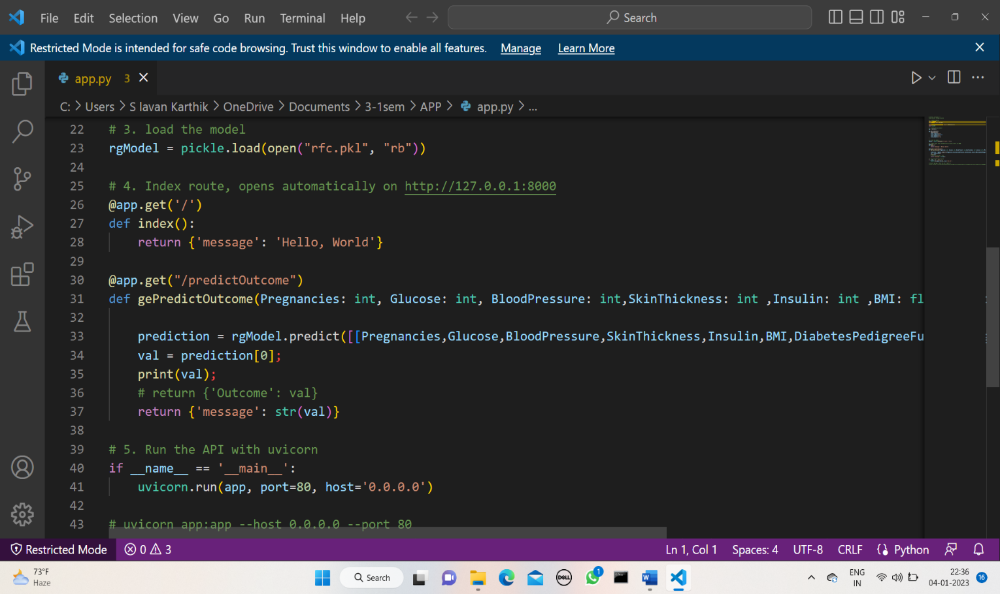 File Edit Selection View Go Run Terminal Help Search
Restricted Mode is intended for safe code browsing. Trust this window to enable all features. Manage Learn More
app.py 3
C: > Users > S lavan Karthik > OneDrive > Documents > 3-1sem > APP > app.py > ...
22 # 3. load the model
23 rgModel = pickle.load(open("rfc.pkl", "rb"))
24
25 # 4. Index route, opens automatically on http://127.0.0.1:8000
26 @app.get('/')
27 def index():
28     return {'message': 'Hello, World'}
29
30 @app.get("/predictOutcome")
31 def gePredictOutcome(Pregnancies: int, Glucose: int, BloodPressure: int,SkinThickness: int ,Insulin: int ,BMI: fl
32
33     prediction = rgModel.predict([[Pregnancies,Glucose,BloodPressure,SkinThickness,Insulin,BMI,DiabetesPedigreeFu
34     val = prediction[0];
35     print(val);
36     # return {'Outcome': val}
37     return {'message': str(val)}
38
39 # 5. Run the API with uvicorn
40 if __name__ == '__main__':
41     uvicorn.run(app, port=80, host='0.0.0.0')
42
43 # uvicorn app:app --host 0.0.0.0 --port 80
Restricted Mode 0 3 Ln 1, Col 1 Spaces: 4 UTF-8 CRLF Python
73°F
Haze
Search
DELL
1
W
ENG
IN
22:36
04-01-2023
16